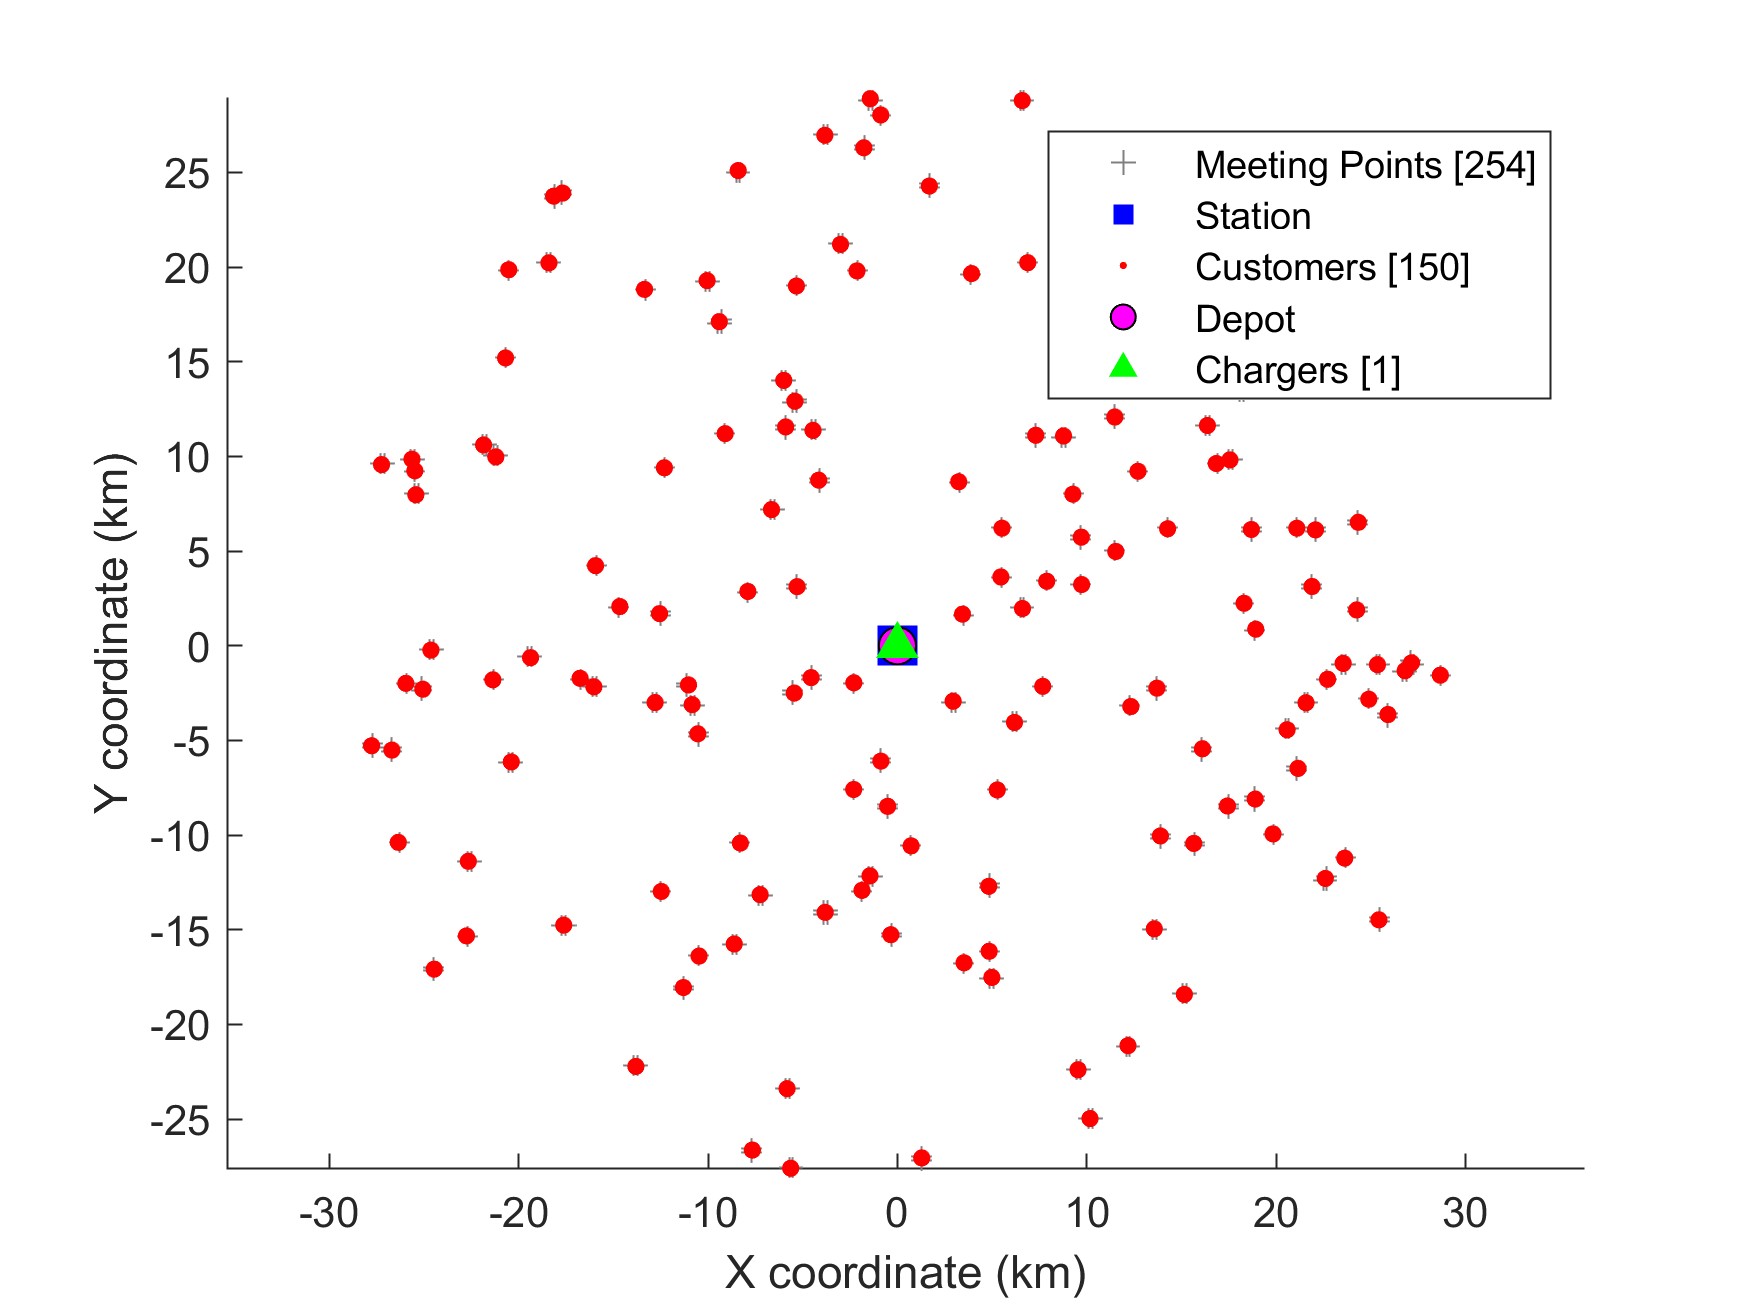 25
20
15
10
5
0
-5
-10
-15
-20
-25
Y coordinate (km)
Meeting Points [254]
Station
Customers [150]
Depot
Chargers [1]
-30 -20 -10 0 10 20 30
X coordinate (km)